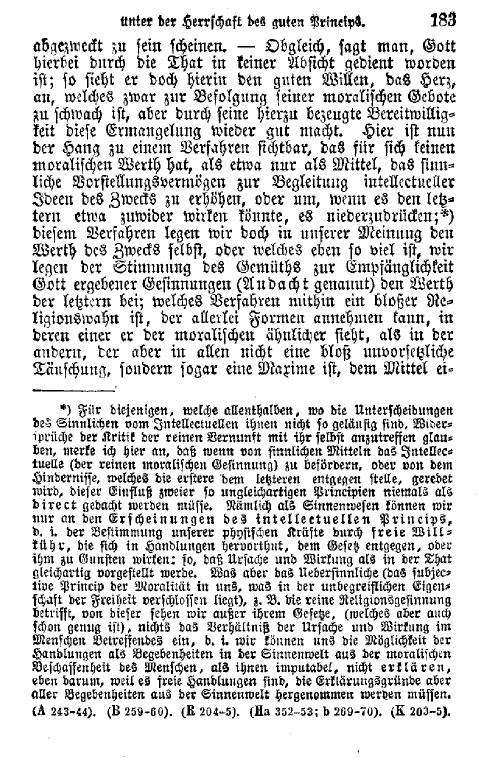 unter der Herrschaft des guten Princips. 183
abgezweckt zu sein scheinen. — Obgleich, sagt man, Gott
hierbei durch die That in keiner Absicht gedient worden
ist; so sieht er doch hierin den guten Willen, das Herz,
an, welches zwar zur Befolgung seiner moralischen Gebote
zu schwach ist, aber durch seine hierzu bezeugte Bereitwillig-
keit diese Ermangelung wieder gut macht. Hier ist nun
der Hang zu einem Verfahren sichtbar, das für sich keinen
moralischen Werth hat, als etwa nur als Mittel, das sinn-
liche Vorstellungsvermögen zur Begleitung intellectueller
Ideen des Zwecks zu erhöhen, oder um, wenn es den letz-
tern etwa zuwider wirken könnte, es niederzudrücken;*)
diesem Verfahren legen wir doch in unserer Meinung den
Werth des Zwecks selbst, oder welches eben so viel ist, wir
legen der Stimmung des Gemüths zur Empfänglichkeit
Gott ergebener Gesinnungen (Andacht genannt) den Werth
der letztern bei; welches Verfahren mithin ein bloßer Re-
ligionswahn ist, der allerlei Formen annehmen kann, in
deren einer er der moralischen ähnlicher sieht, als in der
andern, der aber in allen nicht eine bloß unvorsetzliche
Täuschung, sondern sogar eine Maxime ist, dem Mittel ei-
*) Für diejenigen, welche allenthalben, wo die Unterscheidungen
des Sinnlichen vom Intellectuellen ihnen nicht so geläufig sind, Wider-
sprüche der Kritik der reinen Vernunft mit ihr selbst anzutreffen glau-
ben, merke ich hier an, daß wenn von sinnlichen Mitteln das Intellec-
tuelle (der reinen moralischen Gesinnung) zu befördern, oder von dem
Hindernisse, welches die erstere dem letzteren entgegen stelle, geredet
wird, dieser Einfluß zweier so ungleichartigen Principien niemals als
direct gedacht werden müsse. Nämlich als Sinnenwesen können wir
nur an den Erscheinungen des intellectuellen Princips,
d. i. der Bestimmung unserer physischen Kräfte durch freie Will-
kühr, die sich in Handlungen hervorthut, dem Gesetz entgegen, oder
ihm zu Gunsten wirken: so, daß Ursache und Wirkung als in der That
gleichartig vorgestellt werde. Was aber das Uebersinnliche (das subjec-
tive Princip der Moralität in uns, was in der unbegreiflichen Eigen-
schaft der Freiheit verschlossen liegt), z. B. die reine Religionsgesinnung
betrifft, von dieser sehen wir außer ihrem Gesetze, (welches aber auch
schon genug ist), nichts das Verhältniß der Ursache und Wirkung im
Menschen Betreffendes ein, d. i. wir können uns die Möglichkeit der
Handlungen als Begebenheiten in der Sinnenwelt aus der moralischen
Beschaffenheit des Menschen, als ihnen imputabel, nicht erklären,
eben darum, weil es freie Handlungen sind, die Erklärungsgründe aber
aller Begebenheiten aus der Sinnenwelt hergenommen werden müssen.
(A 243-44). (B 259-60). (R 204-5). (Ha 352-53; b 269-70). (K 203-5).